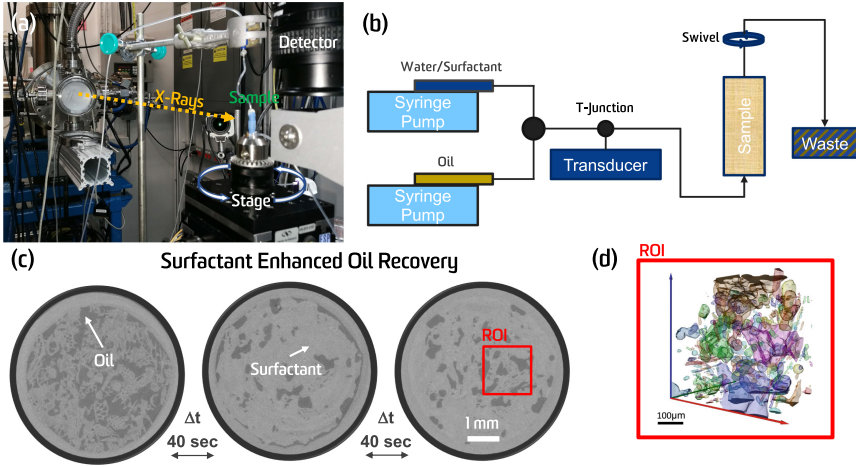 (a)
Detector
X-Rays
Sample
Stage
(b)
Water/Surfactant
Syringe
Pump
Oil
Syringe
Pump
T-Junction
Transducer
Swivel
Sample
Waste
(c)
Surfactant Enhanced Oil Recovery
Oil
Δt
40 sec
Surfactant
Δt
40 sec
ROI
1 mm
(d)
ROI
100μm